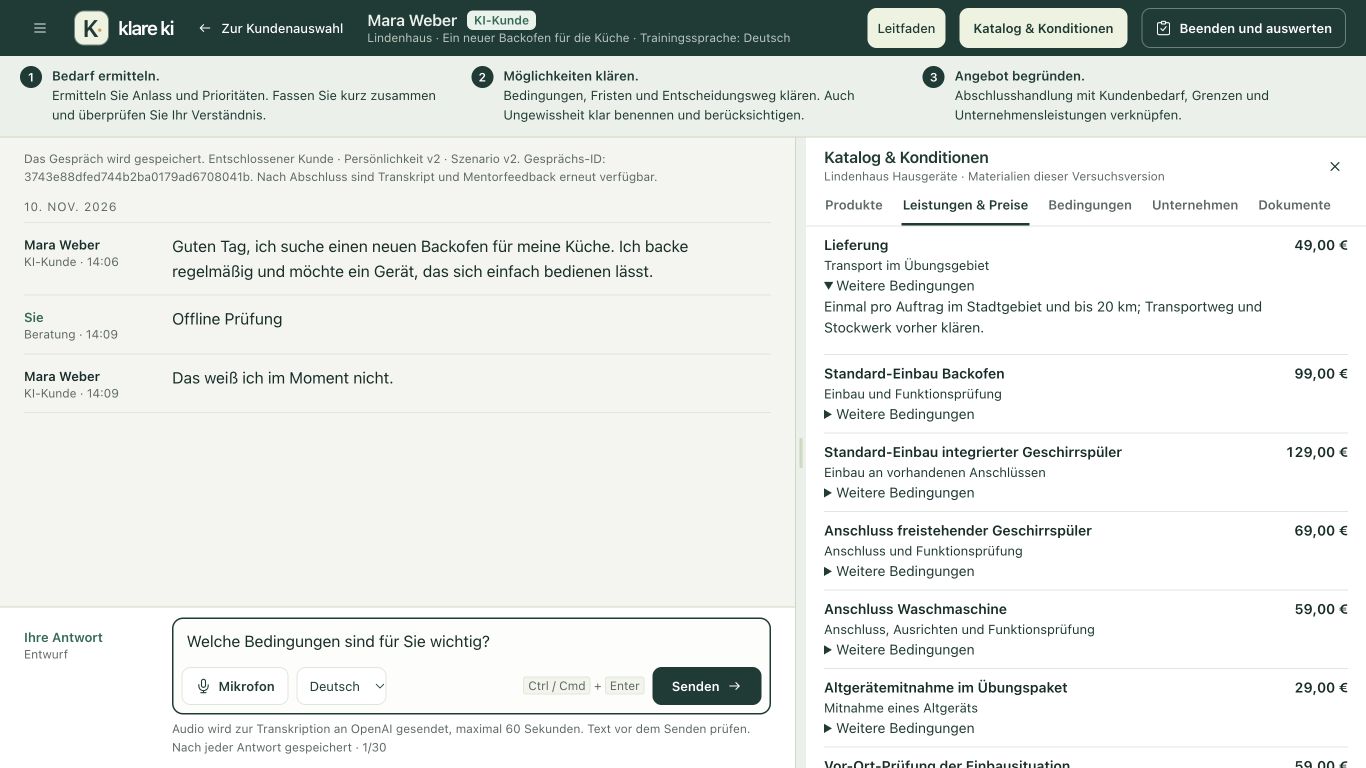 K.
klare ki
← Zur Kundenauswahl
Mara Weber KI-Kunde
Lindenhaus · Ein neuer Backofen für die Küche · Trainingssprache: Deutsch
Leitfaden
Katalog & Konditionen
Beenden und auswerten
1 Bedarf ermitteln.
Ermitteln Sie Anlass und Prioritäten. Fassen Sie kurz zusammen
und überprüfen Sie Ihr Verständnis.
2 Möglichkeiten klären.
Bedingungen, Fristen und Entscheidungsweg klären. Auch
Ungewissheit klar benennen und berücksichtigen.
3 Angebot begründen.
Abschlusshandlung mit Kundenbedarf, Grenzen und
Unternehmensleistungen verknüpfen.
Das Gespräch wird gespeichert. Entschlossener Kunde · Persönlichkeit v2 · Szenario v2. Gesprächs-ID:
3743e88dfed744b2ba0179ad6708041b. Nach Abschluss sind Transkript und Mentorfeedback erneut verfügbar.
10. NOV. 2026
Mara Weber
KI-Kunde · 14:06
Guten Tag, ich suche einen neuen Backofen für meine Küche. Ich backe
regelmäßig und möchte ein Gerät, das sich einfach bedienen lässt.
Sie
Beratung · 14:09
Offline Prüfung
Mara Weber
KI-Kunde · 14:09
Das weiß ich im Moment nicht.
Ihre Antwort
Entwurf
Welche Bedingungen sind für Sie wichtig?
Mikrofon
Deutsch
Ctrl / Cmd + Enter
Senden →
Audio wird zur Transkription an OpenAI gesendet, maximal 60 Sekunden. Text vor dem Senden prüfen.
Nach jeder Antwort gespeichert · 1/30
Katalog & Konditionen
Lindenhaus Hausgeräte · Materialien dieser Versuchsversion
Produkte
Leistungen & Preise
Bedingungen
Unternehmen
Dokumente
Lieferung 49,00 €
Transport im Übungsgebiet
▼ Weitere Bedingungen
Einmal pro Auftrag im Stadtgebiet und bis 20 km; Transportweg und
Stockwerk vorher klären.
Standard-Einbau Backofen 99,00 €
Einbau und Funktionsprüfung
▶ Weitere Bedingungen
Standard-Einbau integrierter Geschirrspüler 129,00 €
Einbau an vorhandenen Anschlüssen
▶ Weitere Bedingungen
Anschluss freistehender Geschirrspüler 69,00 €
Anschluss und Funktionsprüfung
▶ Weitere Bedingungen
Anschluss Waschmaschine 59,00 €
Anschluss, Ausrichten und Funktionsprüfung
▶ Weitere Bedingungen
Altgerätemitnahme im Übungspaket 29,00 €
Mitnahme eines Altgeräts
▶ Weitere Bedingungen
Vor-Ort-Prüfung der Einbausituation 59,00 €